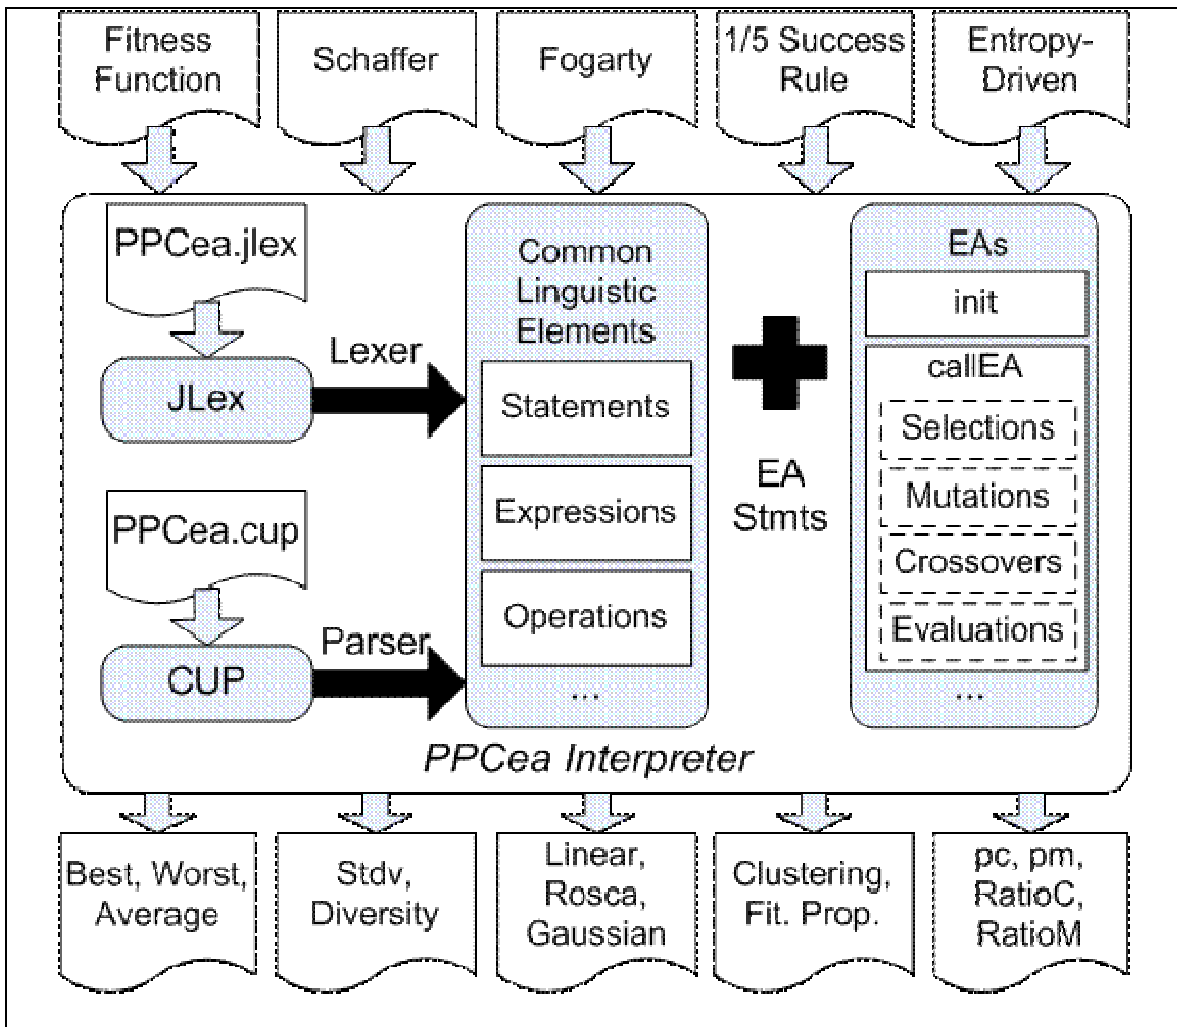 Fitness
Function
Schaffer
Fogarty
1/5 Success
Rule
Entropy-
Driven
PPCea.jlex
JLex
Lexer
PPCea.cup
CUP
Parser
Common
Linguistic
Elements
Statements
Expressions
Operations
...
EA
Stmts
EAs
init
callEA
Selections
Mutations
Crossovers
Evaluations
...
PPCea Interpreter
Best, Worst,
Average
Stdv,
Diversity
Linear,
Rosca,
Gaussian
Clustering,
Fit. Prop.
pc, pm,
RatioC,
RatioM